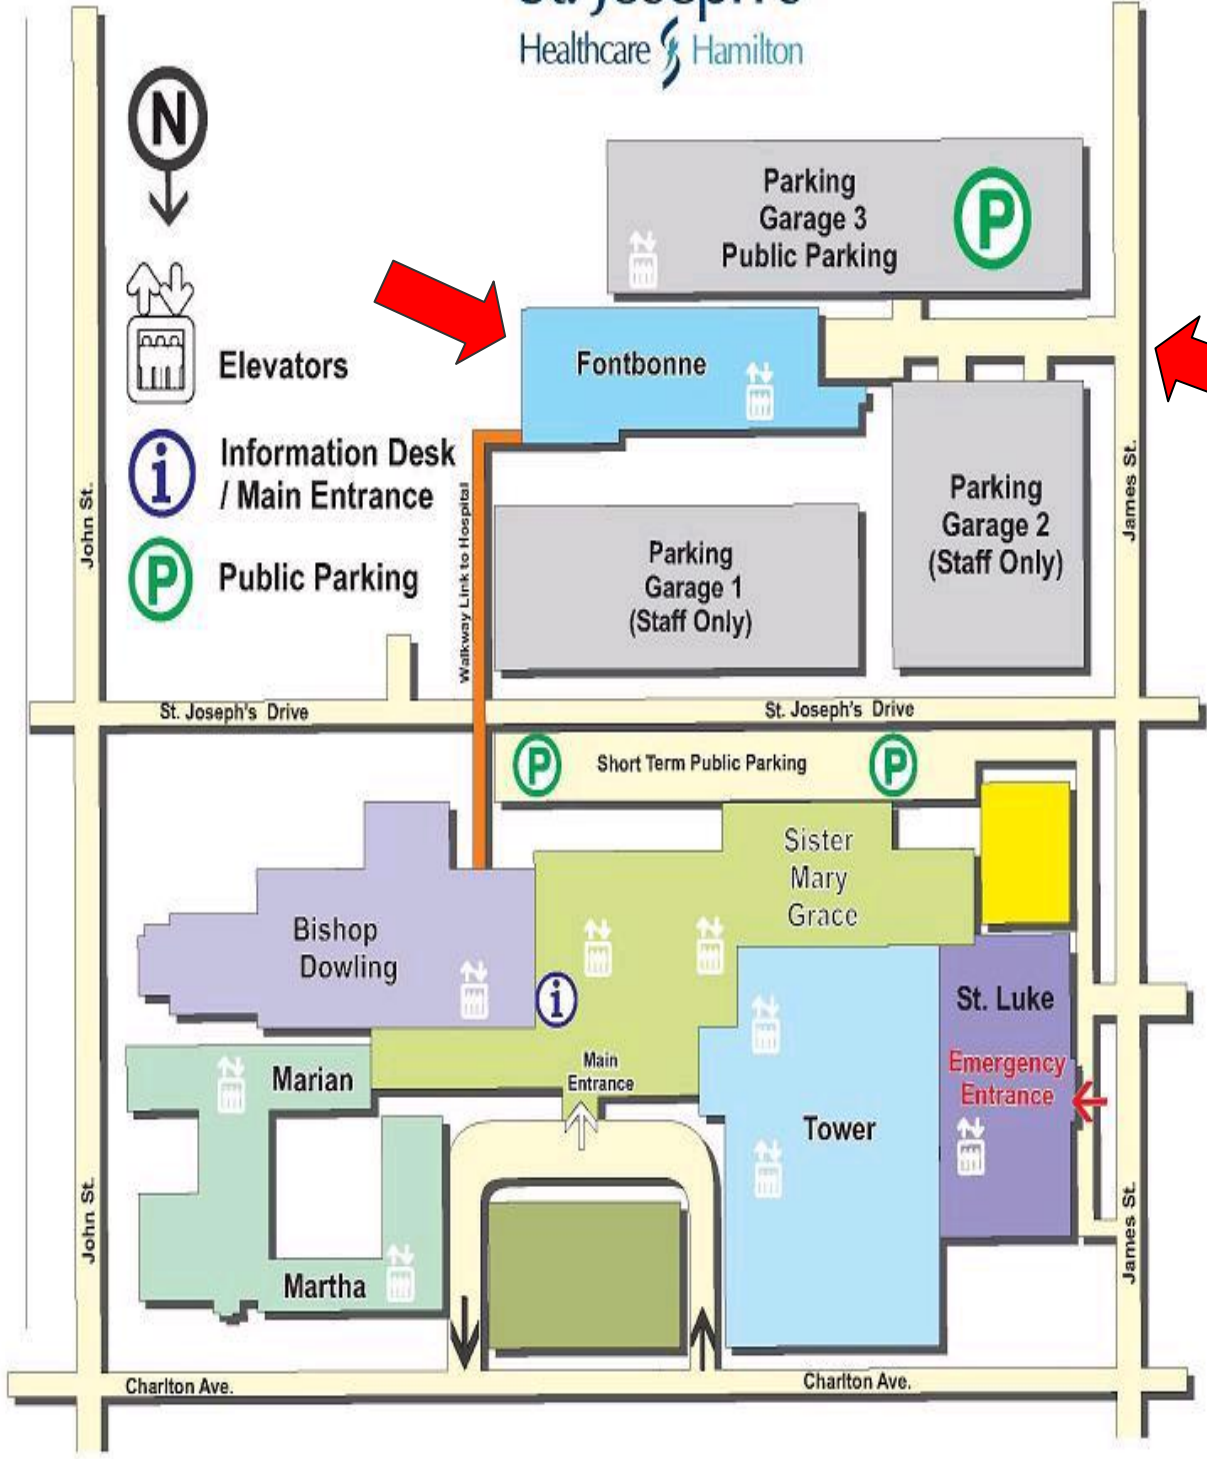 St. Joseph's
Healthcare Hamilton
N
Elevators
i
Information Desk
/ Main Entrance
P
Public Parking
Parking
Garage 3
Public Parking
P
Fontbonne
Parking
Garage 2
(Staff Only)
Parking
Garage 1
(Staff Only)
Walkway Link to Hospital
John St.
James St.
St. Joseph's Drive
St. Joseph's Drive
P
Short Term Public Parking
P
Sister
Mary
Grace
Bishop
Dowling
i
St. Luke
Emergency
Entrance
Main
Entrance
Marian
Tower
Martha
John St.
James St.
Charlton Ave.
Charlton Ave.